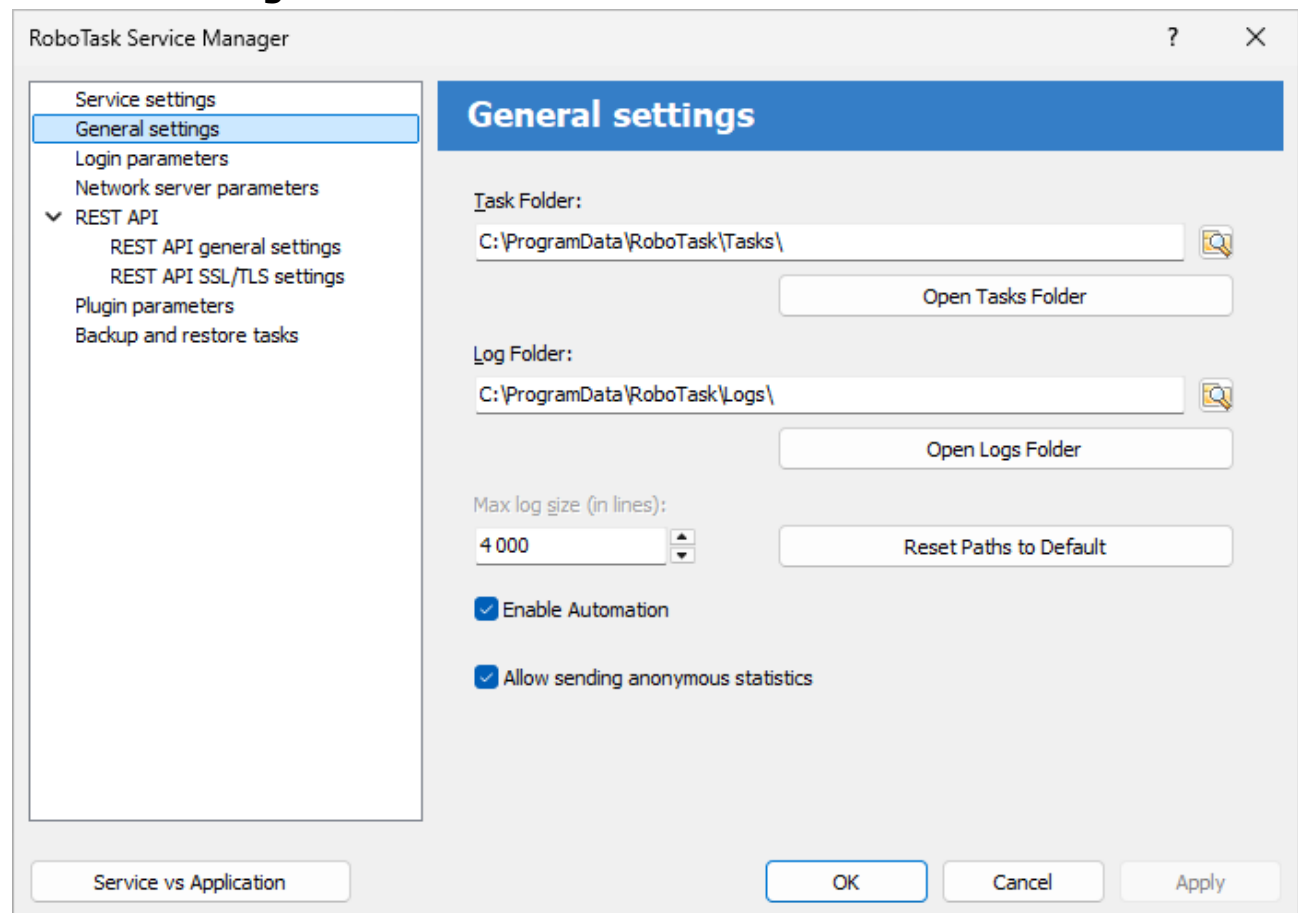 RoboTask Service Manager
?
Service settings
General settings
Login parameters
Network server parameters
REST API
REST API general settings
REST API SSL/TLS settings
Plugin parameters
Backup and restore tasks
General settings
Task Folder:
C:\ProgramData\RoboTask\Tasks\
Open Tasks Folder
Log Folder:
C:\ProgramData\RoboTask\Logs\
Open Logs Folder
Max log size (in lines):
4 000
Reset Paths to Default
Enable Automation
Allow sending anonymous statistics
Service vs Application
OK
Cancel
Apply